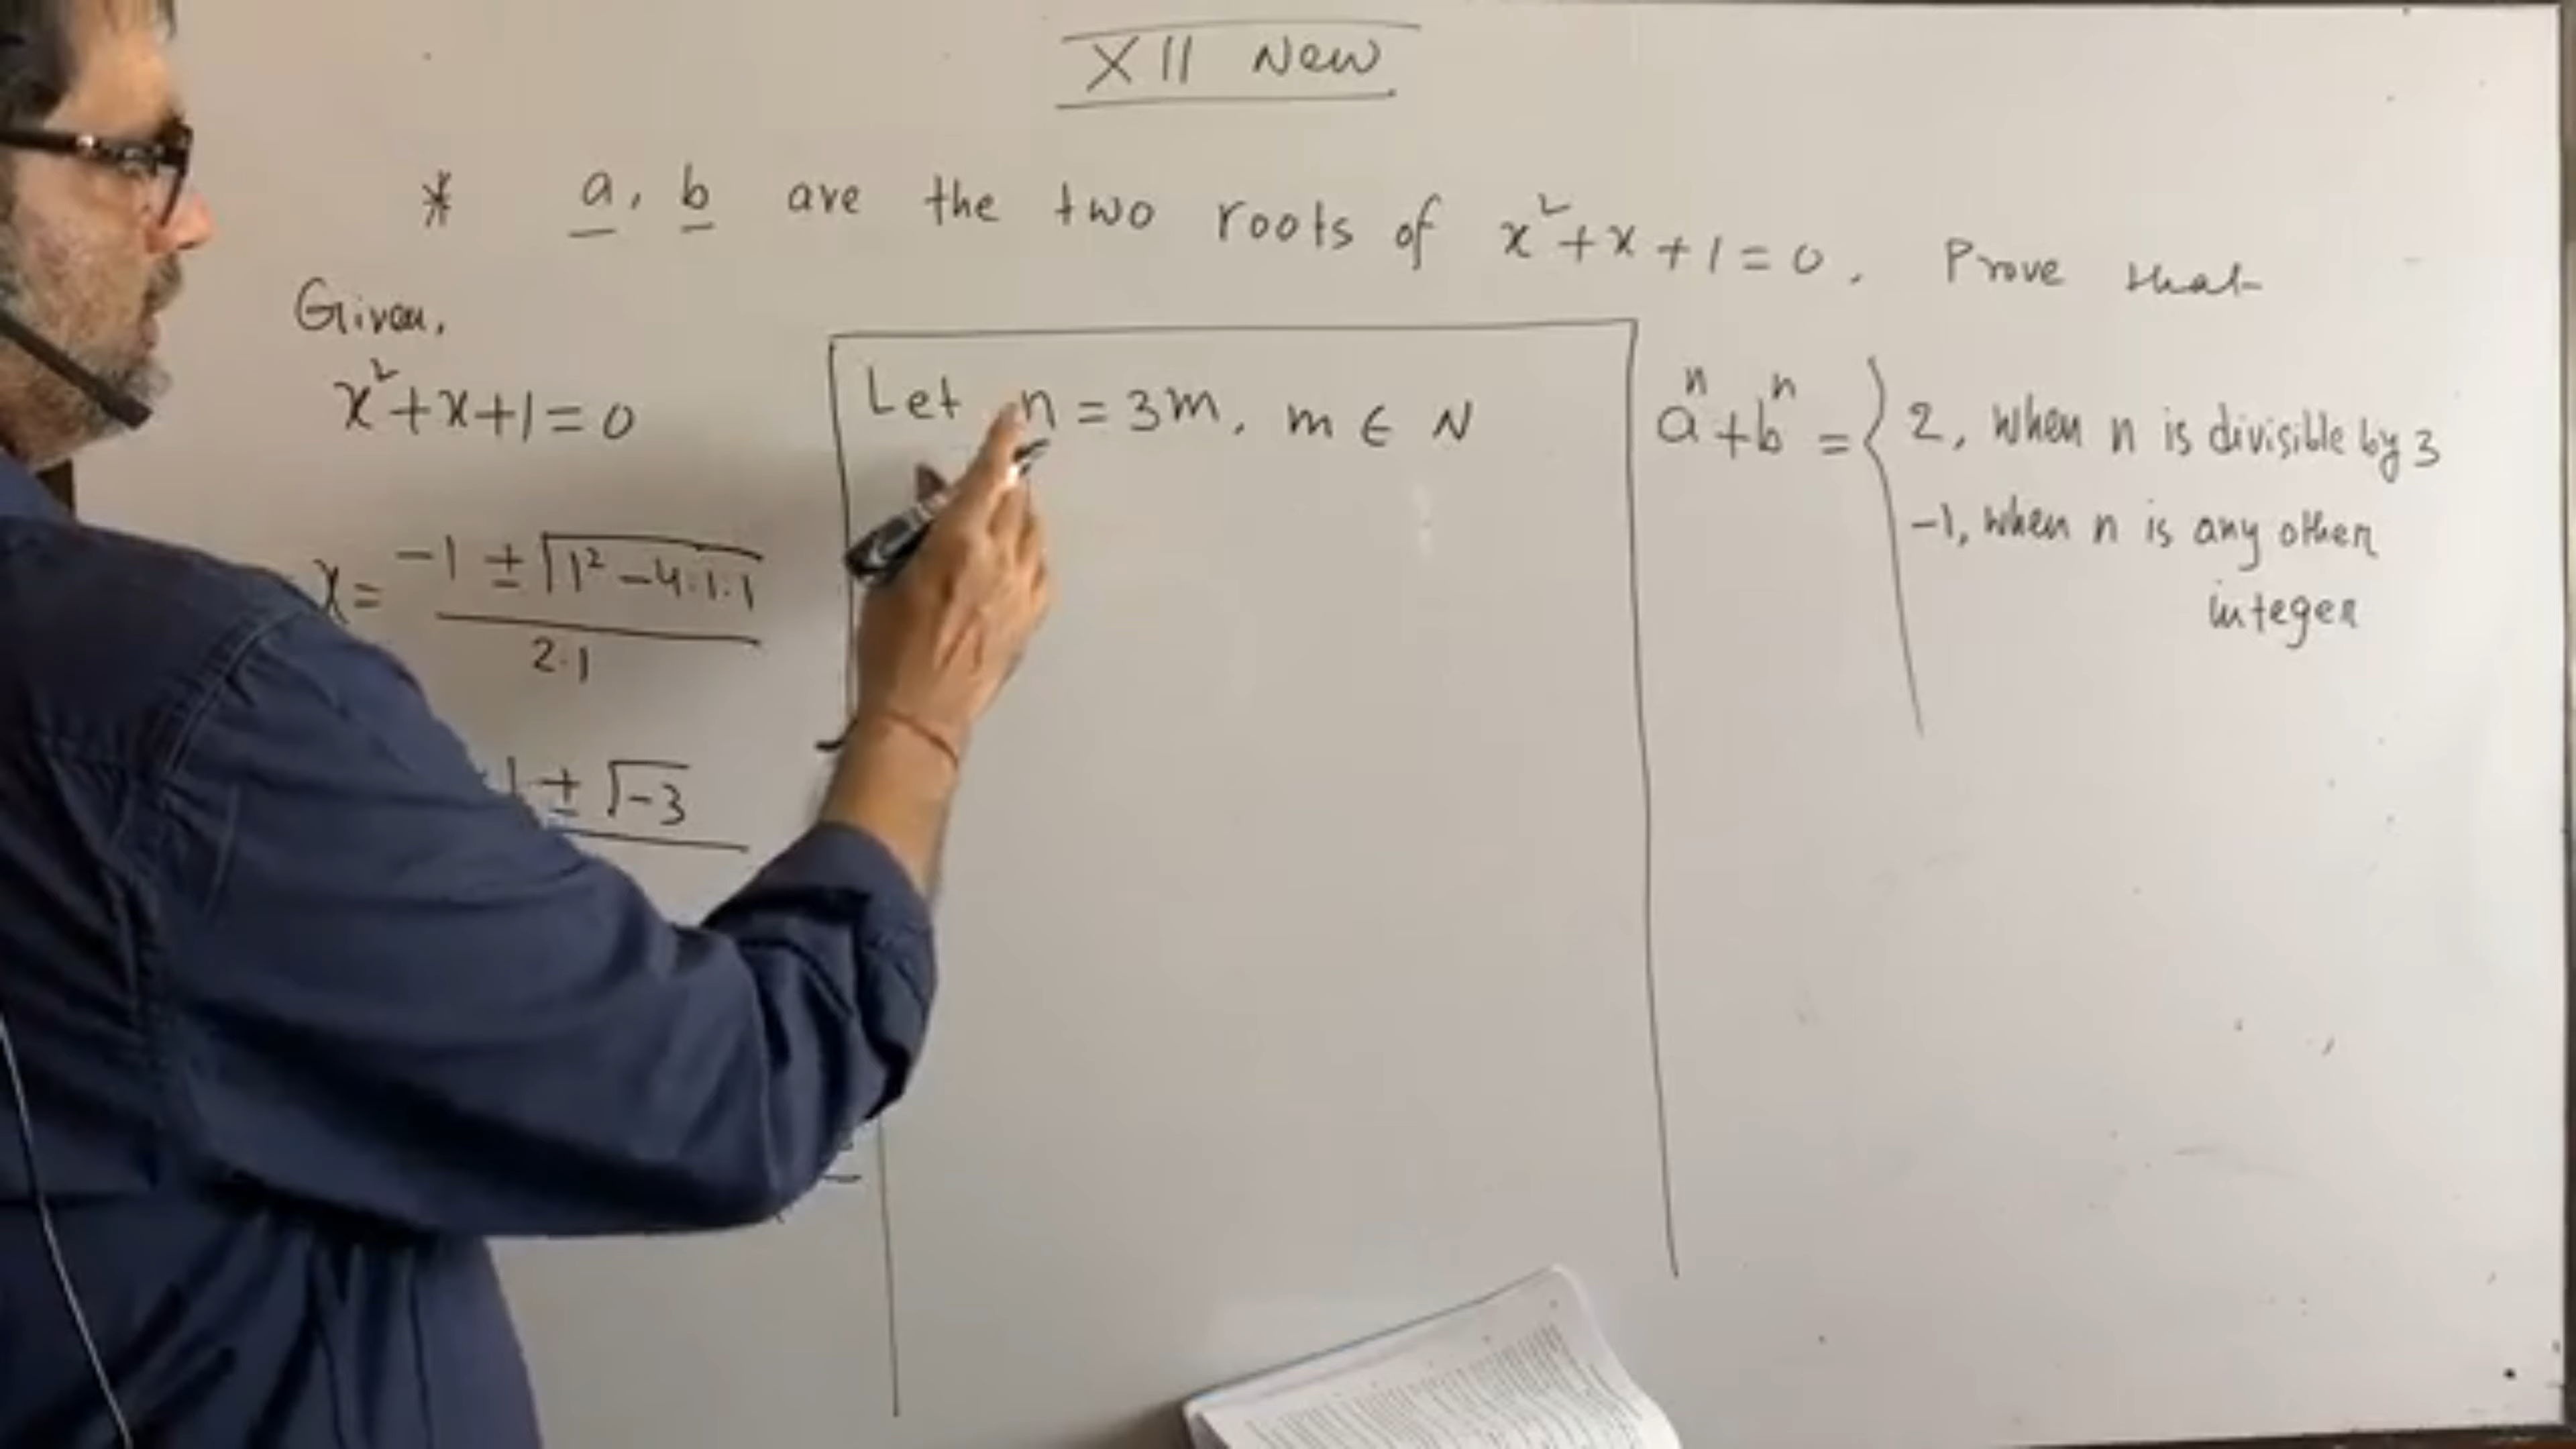 XII New
* a, b are the two roots of x²+x+1=0. Prove that
Given,
x²+x+1=0
x = (-1 ± √(1² -4·1·1))/(2·1)
1 ± √-3
Let n = 3m, m ∈ N
aⁿ+bⁿ = { 2, when n is divisible by 3
-1, when n is any other
integer